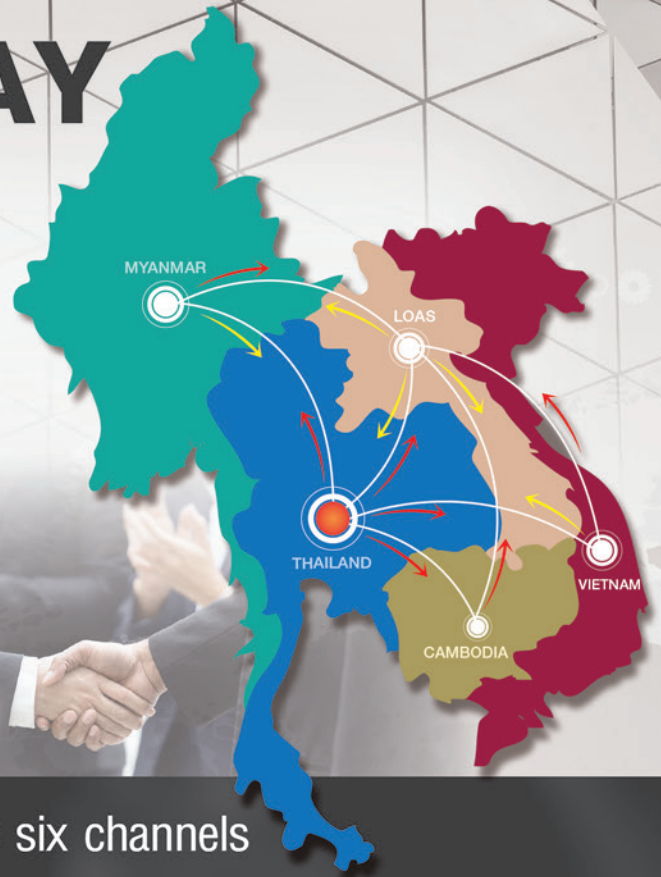 AY
MYANMAR
LOAS
THAILAND
VIETNAM
CAMBODIA
six channels